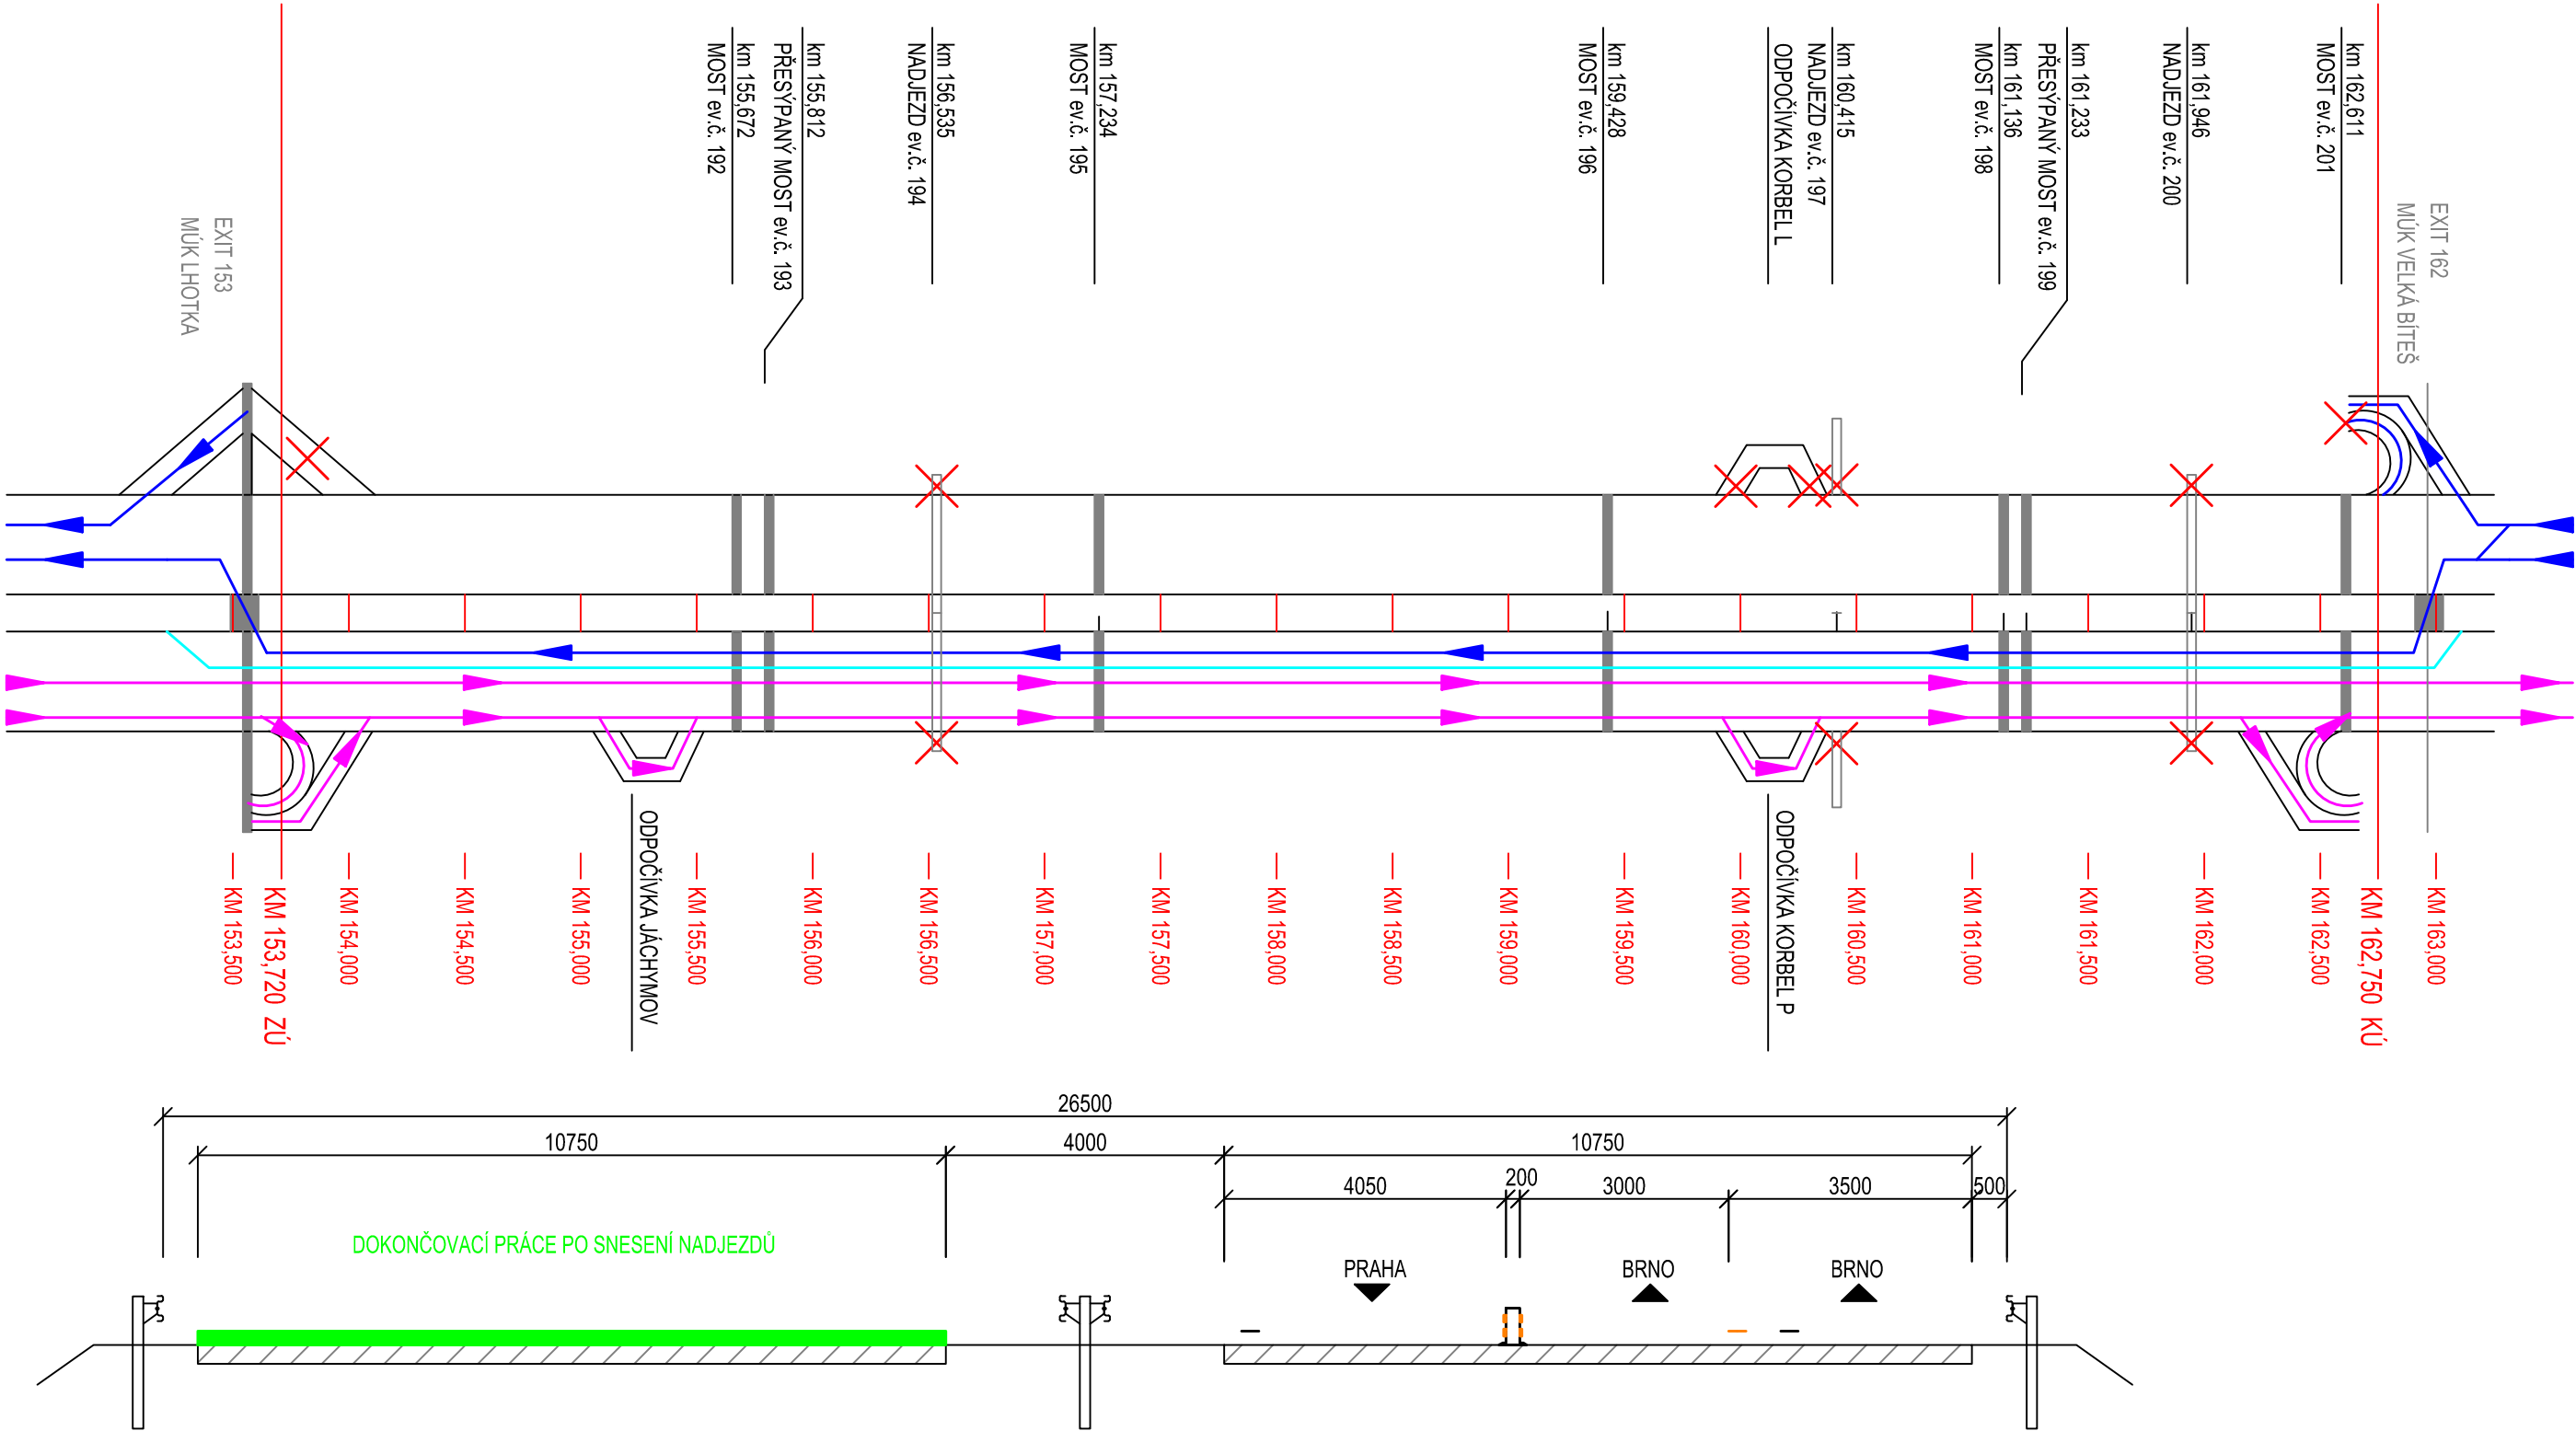 km 155,672
MOST ev.č. 192
km 155,812
PŘESÝPANÝ MOST ev.č. 193
km 156,535
NADJEZD ev.č. 194
km 157,234
MOST ev.č. 195
km 159,428
MOST ev.č. 196
ODPOČÍVKA KORBEL L
km 160,415
NADJEZD ev.č. 197
km 161,136
MOST ev.č. 198
km 161,233
PŘESÝPANÝ MOST ev.č. 199
km 161,946
NADJEZD ev.č. 200
km 162,611
MOST ev.č. 201
EXIT 153
MÚK LHOTKA
EXIT 162
MÚK VELKÁ BÍTEŠ
ODPOČÍVKA JÁCHYMOV
ODPOČÍVKA KORBEL P
KM 153,500
KM 153,720 ZÚ
KM 154,000
KM 154,500
KM 155,000
KM 155,500
KM 156,000
KM 156,500
KM 157,000
KM 157,500
KM 158,000
KM 158,500
KM 159,000
KM 159,500
KM 160,000
KM 160,500
KM 161,000
KM 161,500
KM 162,000
KM 162,500
KM 162,750 KÚ
KM 163,000
26500
10750
4000
10750
4050
200
3000
3500
500
DOKONČOVACÍ PRÁCE PO SNESENÍ NADJEZDŮ
PRAHA
BRNO
BRNO